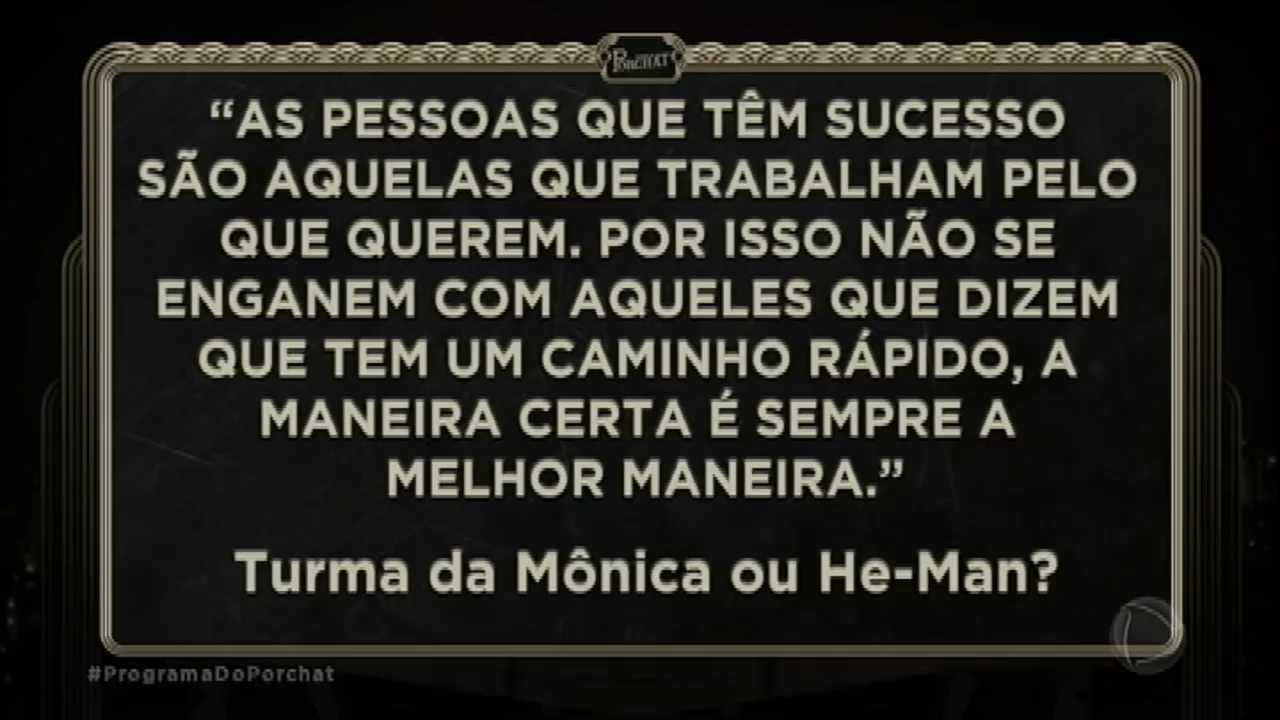 PORCHAT
“AS PESSOAS QUE TÊM SUCESSO
SÃO AQUELAS QUE TRABALHAM PELO
QUE QUEREM. POR ISSO NÃO SE
ENGANEM COM AQUELES QUE DIZEM
QUE TEM UM CAMINHO RÁPIDO, A
MANEIRA CERTA É SEMPRE A
MELHOR MANEIRA.”
Turma da Mônica ou He-Man?
#ProgramaDoPorchat